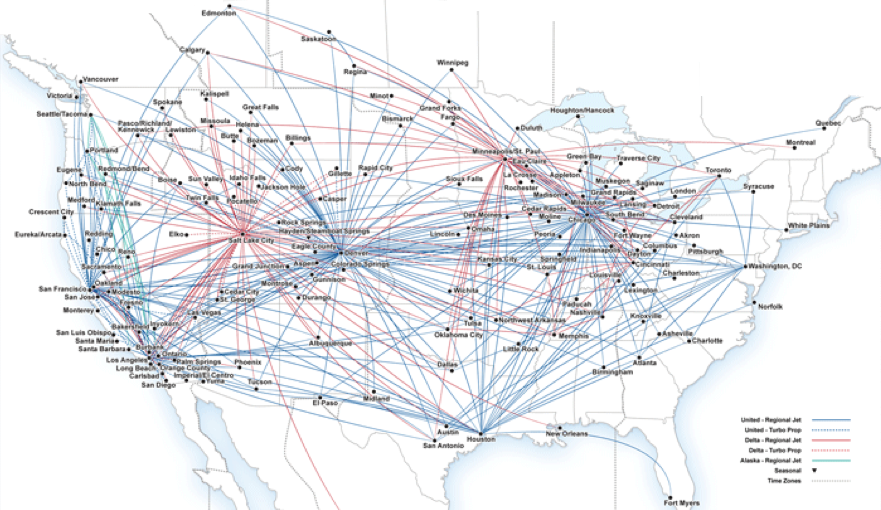 Edmonton
Saskatoon
Calgary
Regina
Winnipeg
Vancouver
Victoria
Kalispell
Minot
Spokane
Great Falls
Grand Forks
Fargo
Houghton/Hancock
Seattle/Tacoma
Pasco/Richland/
Kennewick
Lewiston
Missoula
Helena
Butte
Bozeman
Billings
Bismarck
Duluth
Quebec
Montreal
Portland
Minneapolis/St. Paul
Eau Claire
Green Bay
Traverse City
Eugene
Redmond/Bend
Boise
Sun Valley
Idaho Falls
Cody
Gillette
Rapid City
Sioux Falls
La Crosse
Appleton
Toronto
North Bend
Jackson Hole
Rochester
Muskegon
Saginaw
London
Syracuse
Medford
Klamath Falls
Twin Falls
Pocatello
Casper
Madison
Grand Rapids
Milwaukee
Lansing
Detroit
Crescent City
Cedar Rapids
Des Moines
Moline
Chicago
South Bend
Cleveland
Rock Springs
Hayden/Steamboat Springs
White Plains
Eureki/Arcata
Redding
Elko
Salt Lake City
Lincoln
Omaha
Peoria
Fort Wayne
Akron
Chico
Reno
Eagle County
Denver
Indianapolis
Columbus
Dayton
Pittsburgh
Sacramento
Grand Junction
Aspen
Colorado Springs
Kansas City
Springfield
St. Louis
Cincinnati
Washington, DC
Oakland
San Francisco
Modesto
San Jose
Montrose
Gunnison
Louisville
Charleston
Cedar City
St. George
Durango
Wichita
Lexington
Monterey
Fresno
Las Vegas
Paducah
Nashville
Knoxville
Norfolk
San Luis Obispo
Bakersfield
Inyokern
Tulsa
Northwest Arkansas
Santa Maria
Santa Barbara
Burbank
Ontario
Albuquerque
Oklahoma City
Memphis
Little Rock
Asheville
Charlotte
Los Angeles
Palm Springs
Long Beach
Orange County
Phoenix
Dallas
Birmingham
Atlanta
Carlsbad
Imperial/El Centro
Yuma
San Diego
Tucson
El Paso
Midland
Austin
San Antonio
Houston
New Orleans
Fort Myers
United - Regional Jet
United - Turbo Prop
Delta - Regional Jet
Delta - Turbo Prop
Alaska - Regional Jet
Seasonal
Time Zones